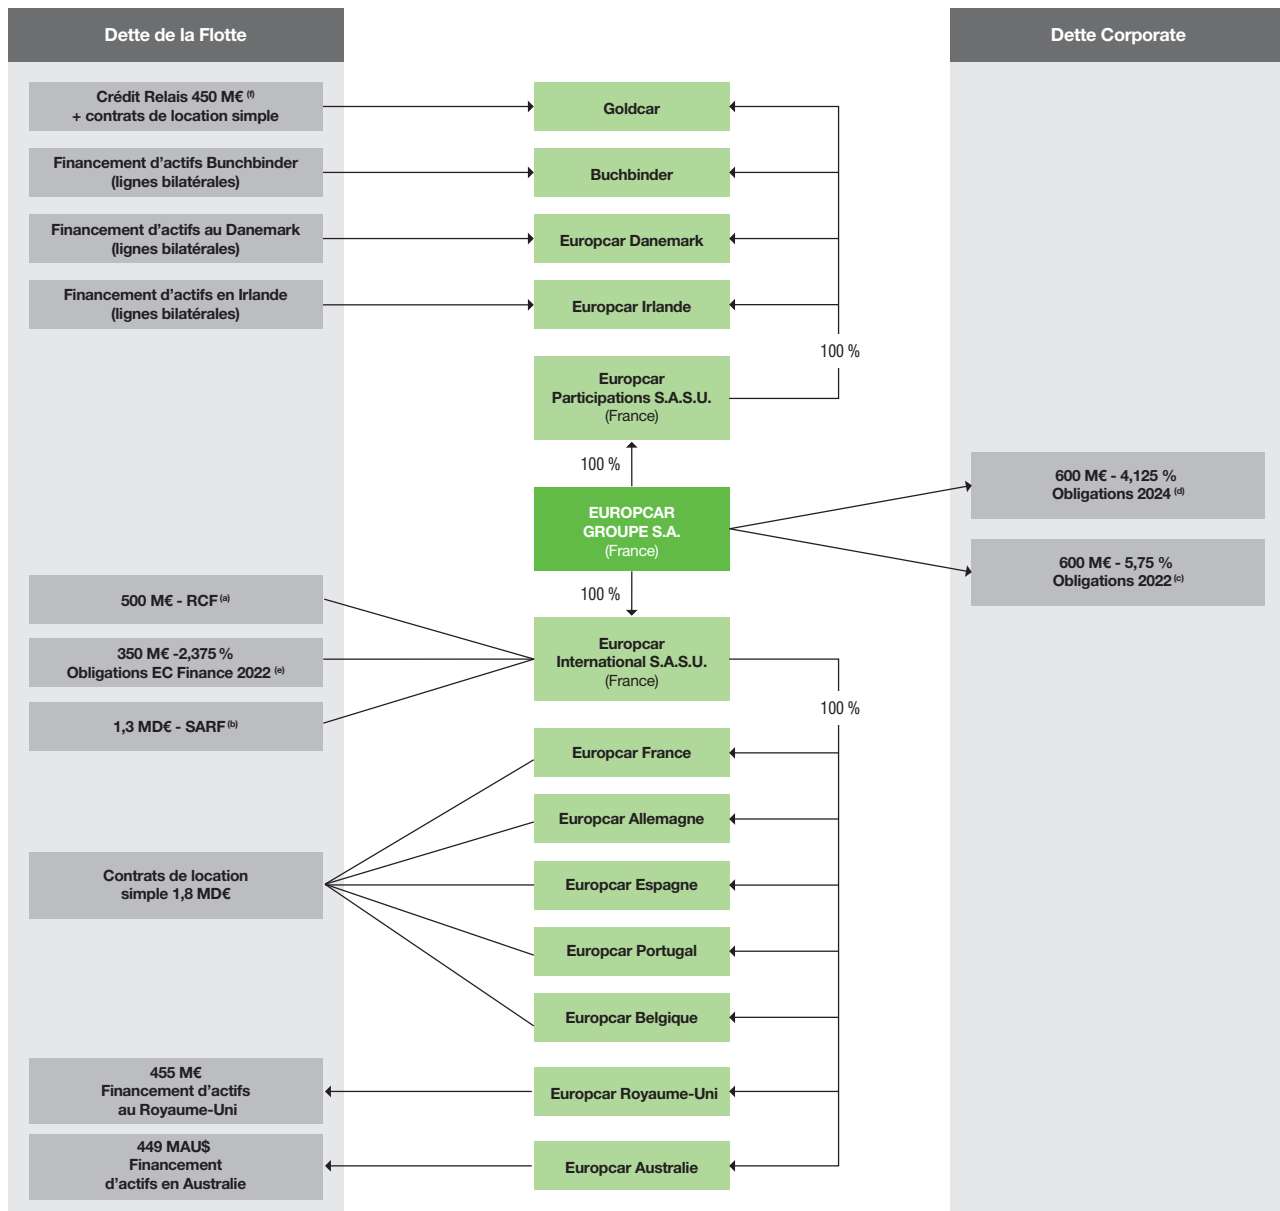 Dette de la Flotte
Dette Corporate
Crédit Relais 450 M€ (f)
+ contrats de location simple
Goldcar
Financement d’actifs Bunchbinder
(lignes bilatérales)
Buchbinder
Financement d’actifs au Danemark
(lignes bilatérales)
Europcar Danemark
Financement d’actifs en Irlande
(lignes bilatérales)
Europcar Irlande
100 %
Europcar
Participations S.A.S.U.
(France)
100 %
EUROPCAR
GROUPE S.A.
(France)
600 M€ - 4,125 %
Obligations 2024 (d)
600 M€ - 5,75 %
Obligations 2022 (c)
100 %
500 M€ - RCF (a)
350 M€ -2,375 %
Obligations EC Finance 2022 (e)
1,3 MD€ - SARF (b)
Europcar
International S.A.S.U.
(France)
100 %
Europcar France
Europcar Allemagne
Contrats de location
simple 1,8 MD€
Europcar Espagne
Europcar Portugal
Europcar Belgique
455 M€
Financement d’actifs
au Royaume-Uni
Europcar Royaume-Uni
449 MAU$
Financement
d’actifs en Australie
Europcar Australie